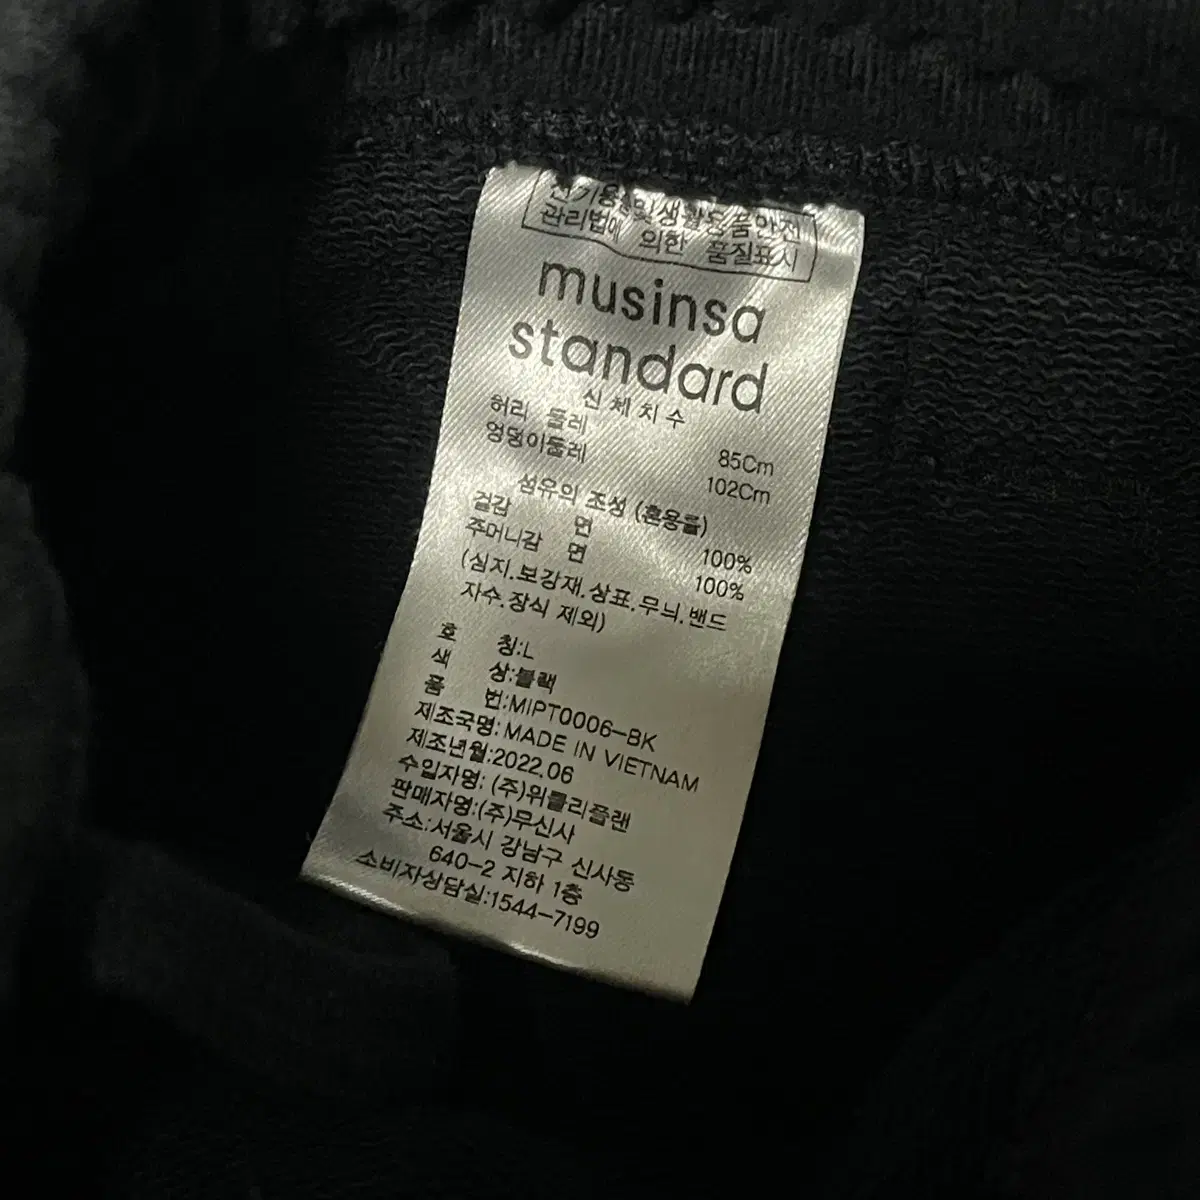 전기용품및생활용품안전
관리법에 의한 품질표시
musinsa
standard
신체치수
허리 둘레 85Cm
엉덩이둘레 102Cm
섬유의 조성 (혼용률)
겉감 면 100%
주머니감 면 100%
(심지.보강재.상표.무늬.밴드
자수.장식 제외)
호 칭:L
색 상:블랙
품 번:MIPT0006-BK
제조국명: MADE IN VIETNAM
제조년월:2022.06
수입자명: (주)위클리플랜
판매자명:(주)무신사
주소:서울시 강남구 신사동
640-2 지하 1층
소비자상담실:1544-7199